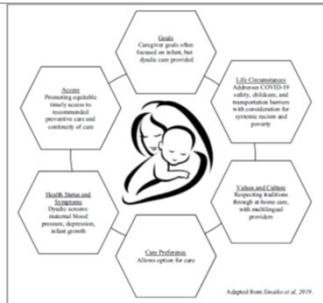 Goals
Caregiver goals often
focused on infant, but
dyadic care provided
Access
Promoting equitable
timely access to
recommended
preventive care and
continuity of care
Life Circumstances
Addresses COVID-19
safety, childcare, and
transportation barriers
with consideration for
systemic racism and
poverty
Health Status and
Symptoms
Dyadic screens:
maternal blood
pressure, depression,
infant growth
Values and Culture
Respecting traditions
through at-home care,
with multilingual
providers
Care Preference
Allows option for care
Adapted from Sinaiko et al, 2019.